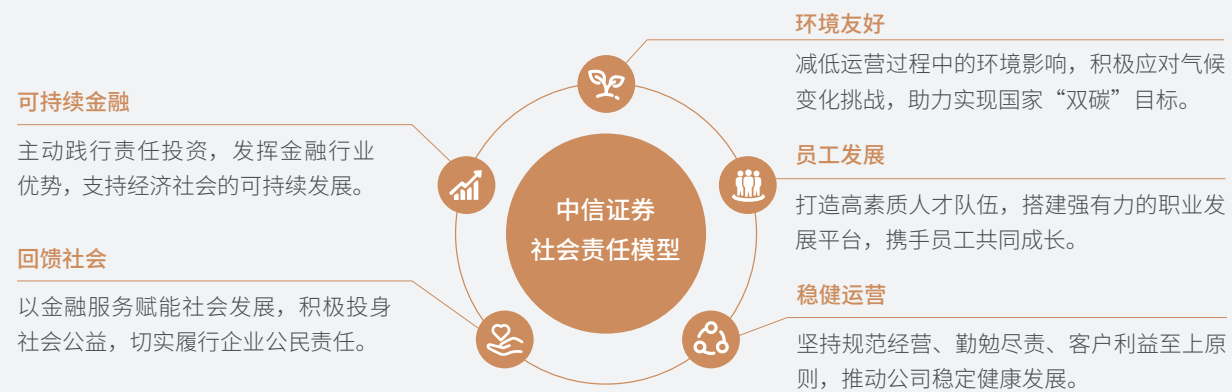 环境友好
减低运营过程中的环境影响，积极应对气候
变化挑战，助力实现国家“双碳”目标。
可持续金融
主动践行责任投资，发挥金融行业
优势，支持经济社会的可持续发展。
员工发展
打造高素质人才队伍，搭建强有力的职业发
展平台，携手员工共同成长。
中信证券
社会责任模型
回馈社会
以金融服务赋能社会发展，积极投身
社会公益，切实履行企业公民责任。
稳健运营
坚持规范经营、勤勉尽责、客户利益至上原
则，推动公司稳定健康发展。